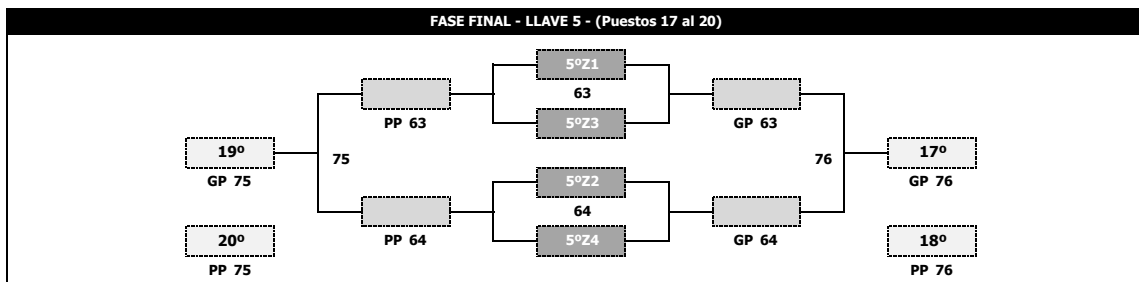 FASE FINAL - LLAVE 5 - (Puestos 17 al 20)
5ºZ1
63
PP 63
5ºZ3
GP 63
19º
75
76
17º
GP 75
5ºZ2
GP 76
64
20º
PP 64
5ºZ4
GP 64
18º
PP 75
PP 76